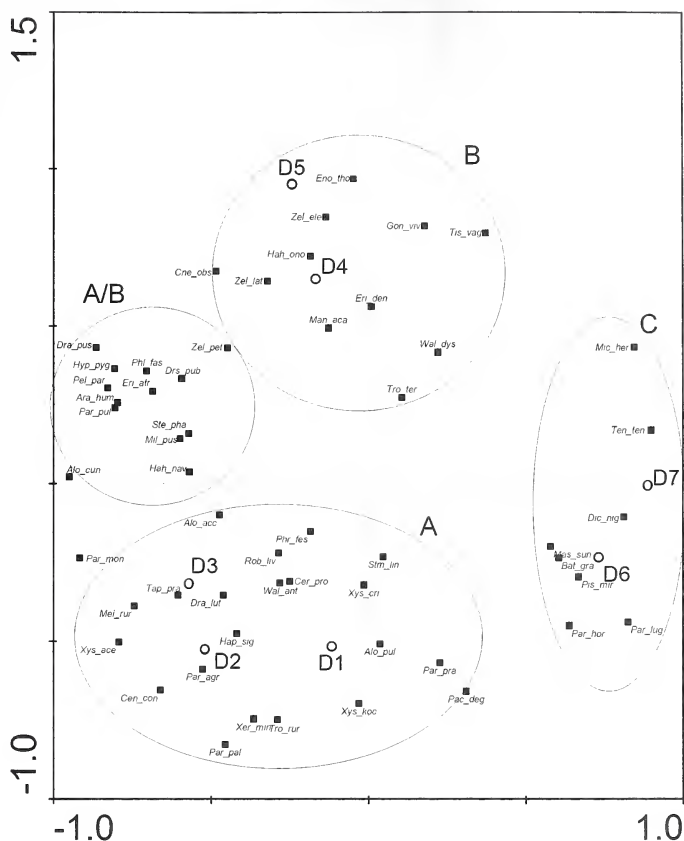 1.5
B
D5
Eno_tho
Zel_ele
Gon_viv
Tis_vag
Hah_ono
Cne_obs
Zel_lat
D4
A/B
Eri_den
Man_aca
C
Dra_pus
Zel_pet
Wal_dys
Mic_her
Hyp_pyg
Phl_fas
Drs_pub
Pel_par
Eri_afr
Ara_hum
Tro_ter
Par_pul
Ste_pha
Mil_pus
Ten_ten
Alo_cun
Hah_nav
D7
Alo_acc
A
Dic_nig
Phr_fes
Par_mon
Rob_liv
Stm_lin
Mas_sun
D3
Bat_gra
D6
Tap_pra
Wal_ant
Cer_pro
Xys_cri
Pis_mir
Mei_rur
Dra_lut
Xys_ace
Hap_sig
Par_hor
Par_lug
D2
D1
Alo_pul
Par_agr
Par_pra
Cen_con
Pac_deg
Xys_koc
Xer_min
Tro_rur
Par_pal
-1.0
-1.0
1.0